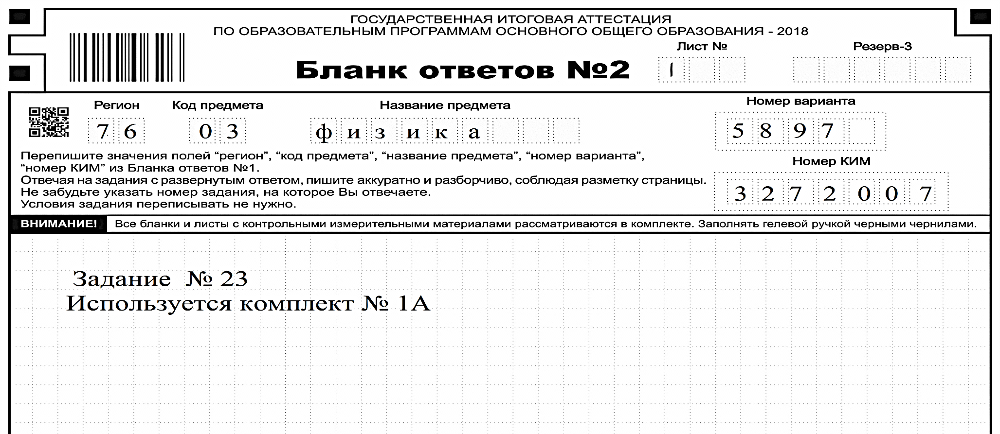 ГОСУДАРСТВЕННАЯ ИТОГОВАЯ АТТЕСТАЦИЯ
ПО ОБРАЗОВАТЕЛЬНЫМ ПРОГРАММАМ ОСНОВНОГО ОБЩЕГО ОБРАЗОВАНИЯ - 2018
Лист № Резерв-3
Бланк ответов №2 1
Регион Код предмета Название предмета Номер варианта
76 03 физика 5897
Перепишите значения полей “регион”, “код предмета”, “название предмета”, “номер варианта”,
“номер КИМ” из Бланка ответов №1.
Номер КИМ
3272007
Отвечая на задания с развернутым ответом, пишите аккуратно и разборчиво, соблюдая разметку страницы.
Не забудьте указать номер задания, на которое Вы отвечаете.
Условия задания переписывать не нужно.
ВНИМАНИЕ! Все бланки и листы с контрольными измерительными материалами рассматриваются в комплекте. Заполнять гелевой ручкой черными чернилами.
Задание № 23
Используется комплект № 1А